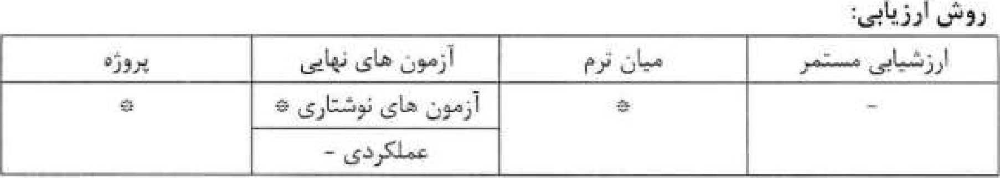 روش ارزیابی:
ارزشیابی مستمر میان ترم آزمون های نهایی پروژه
- * آزمون های نوشتاری * *
عملکردی -